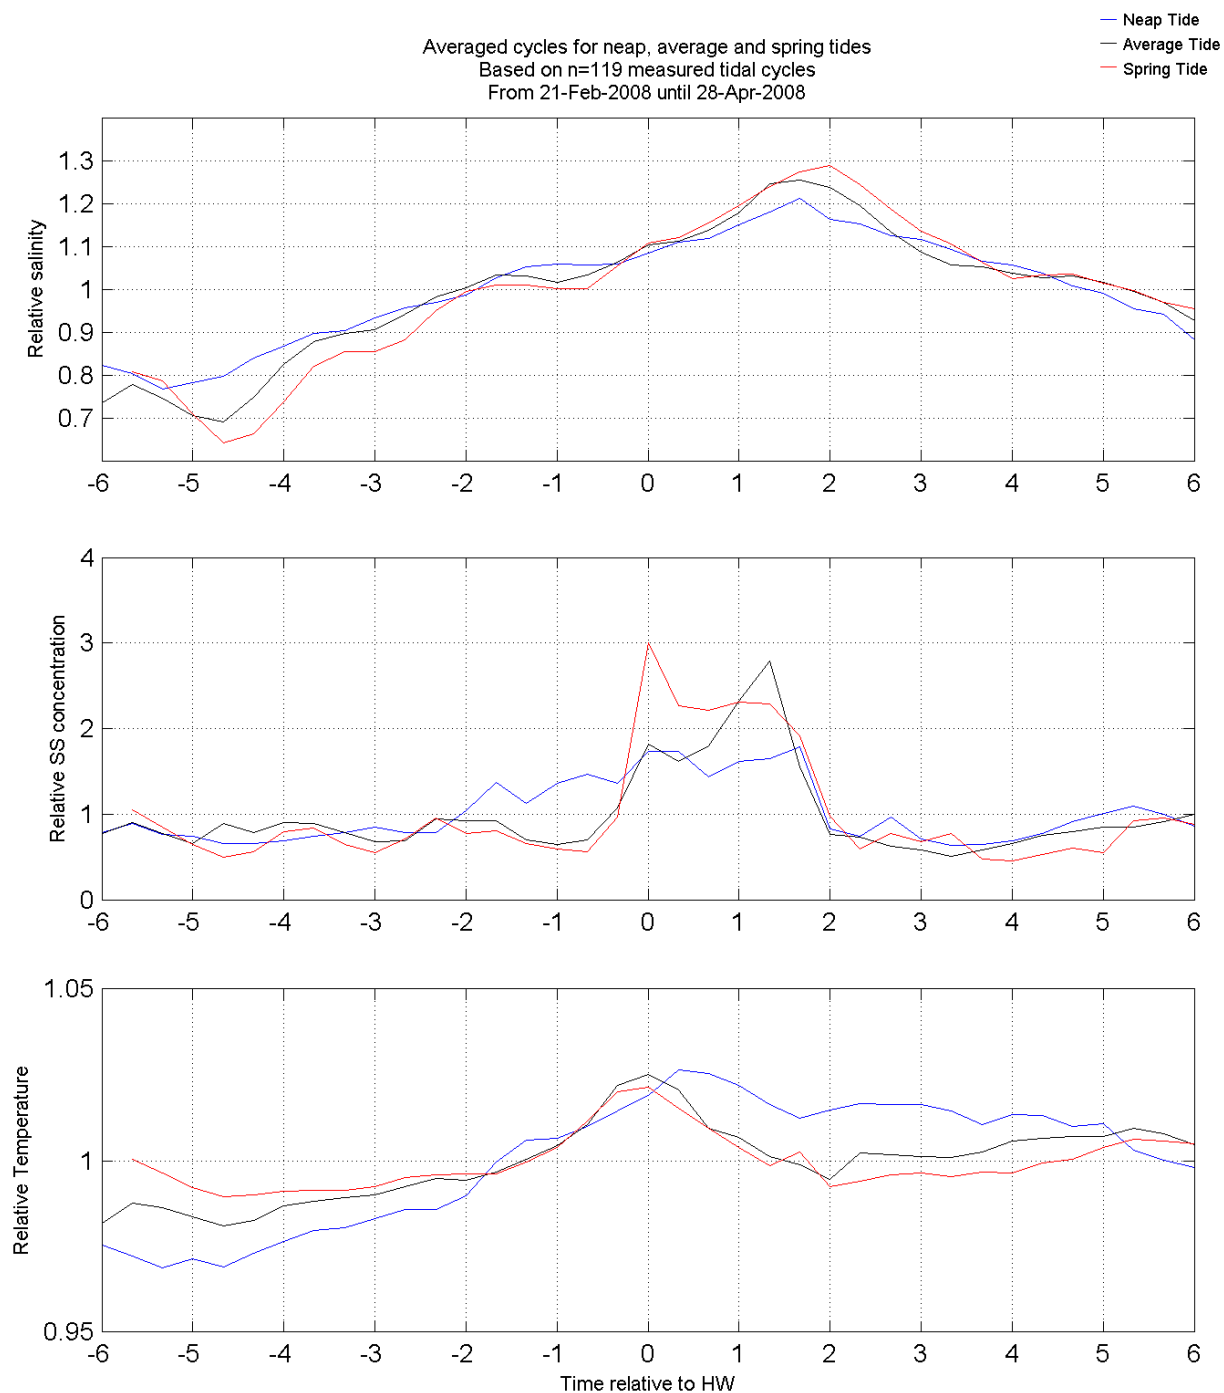 Neap Tide
Average Tide
Spring Tide
Averaged cycles for neap, average and spring tides
Based on n=119 measured tidal cycles
From 21-Feb-2008 until 28-Apr-2008
Relative salinity
1.3
1.2
1.1
1
0.9
0.8
0.7
-6 -5 -4 -3 -2 -1 0 1 2 3 4 5 6
Relative SS concentration
4
3
2
1
0
-6 -5 -4 -3 -2 -1 0 1 2 3 4 5 6
Relative Temperature
1.05
1
0.95
-6 -5 -4 -3 -2 -1 0 1 2 3 4 5 6
Time relative to HW